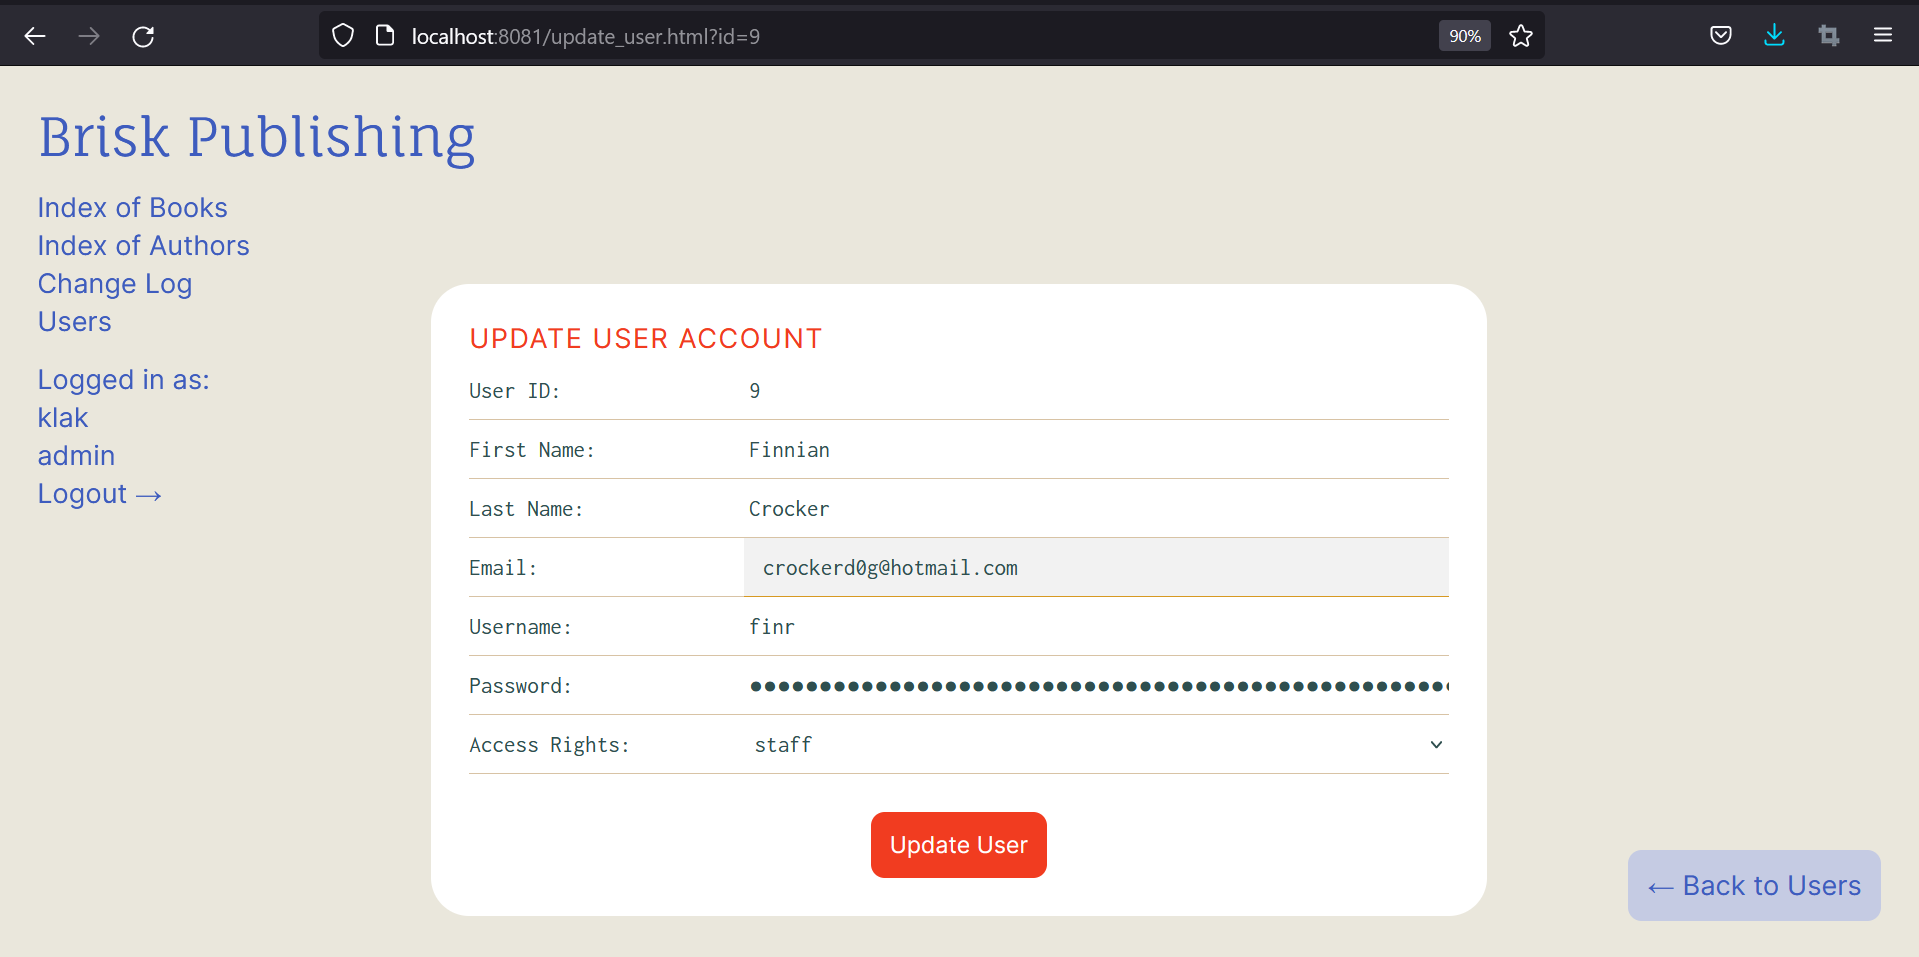 localhost:8081/update_user.html?id=9
90%
Brisk Publishing
Index of Books
Index of Authors
Change Log
Users
Logged in as:
klak
admin
Logout →
UPDATE USER ACCOUNT
User ID: 9
First Name: Finnian
Last Name: Crocker
Email: crockerd0g@hotmail.com
Username: finr
Password: ●●●●●●●●●●●●●●●●●●●●●●●●●●●●●●●●●●●●●●●●●●●●●●●●●●●
Access Rights: staff
Update User
← Back to Users